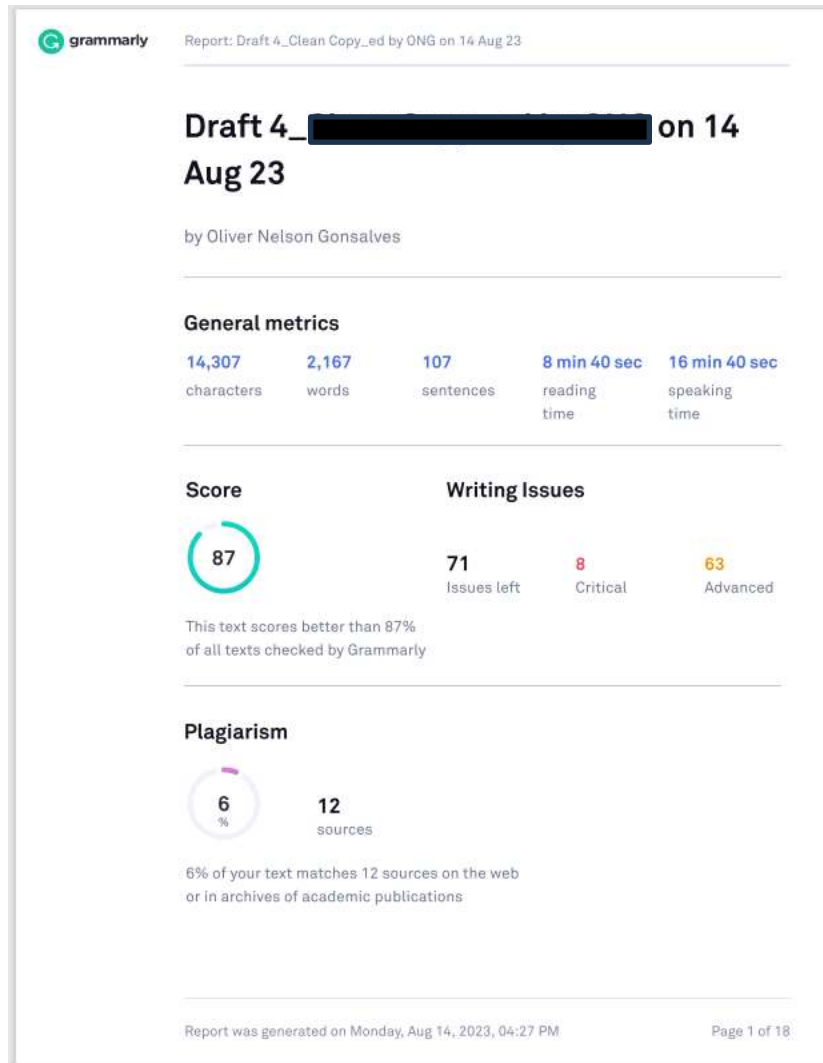 grammarly
Report: Draft 4_Clean Copy_ed by ONG on 14 Aug 23
Draft 4_ on 14
Aug 23
by Oliver Nelson Gonsalves
General metrics
14,307 2,167 107 8 min 40 sec 16 min 40 sec
characters words sentences reading speaking
time time
Score Writing Issues
87 71 8 63
Issues left Critical Advanced
This text scores better than 87%
of all texts checked by Grammarly
Plagiarism
6 12
% sources
6% of your text matches 12 sources on the web
or in archives of academic publications
Report was generated on Monday, Aug 14, 2023, 04:27 PM Page 1 of 18